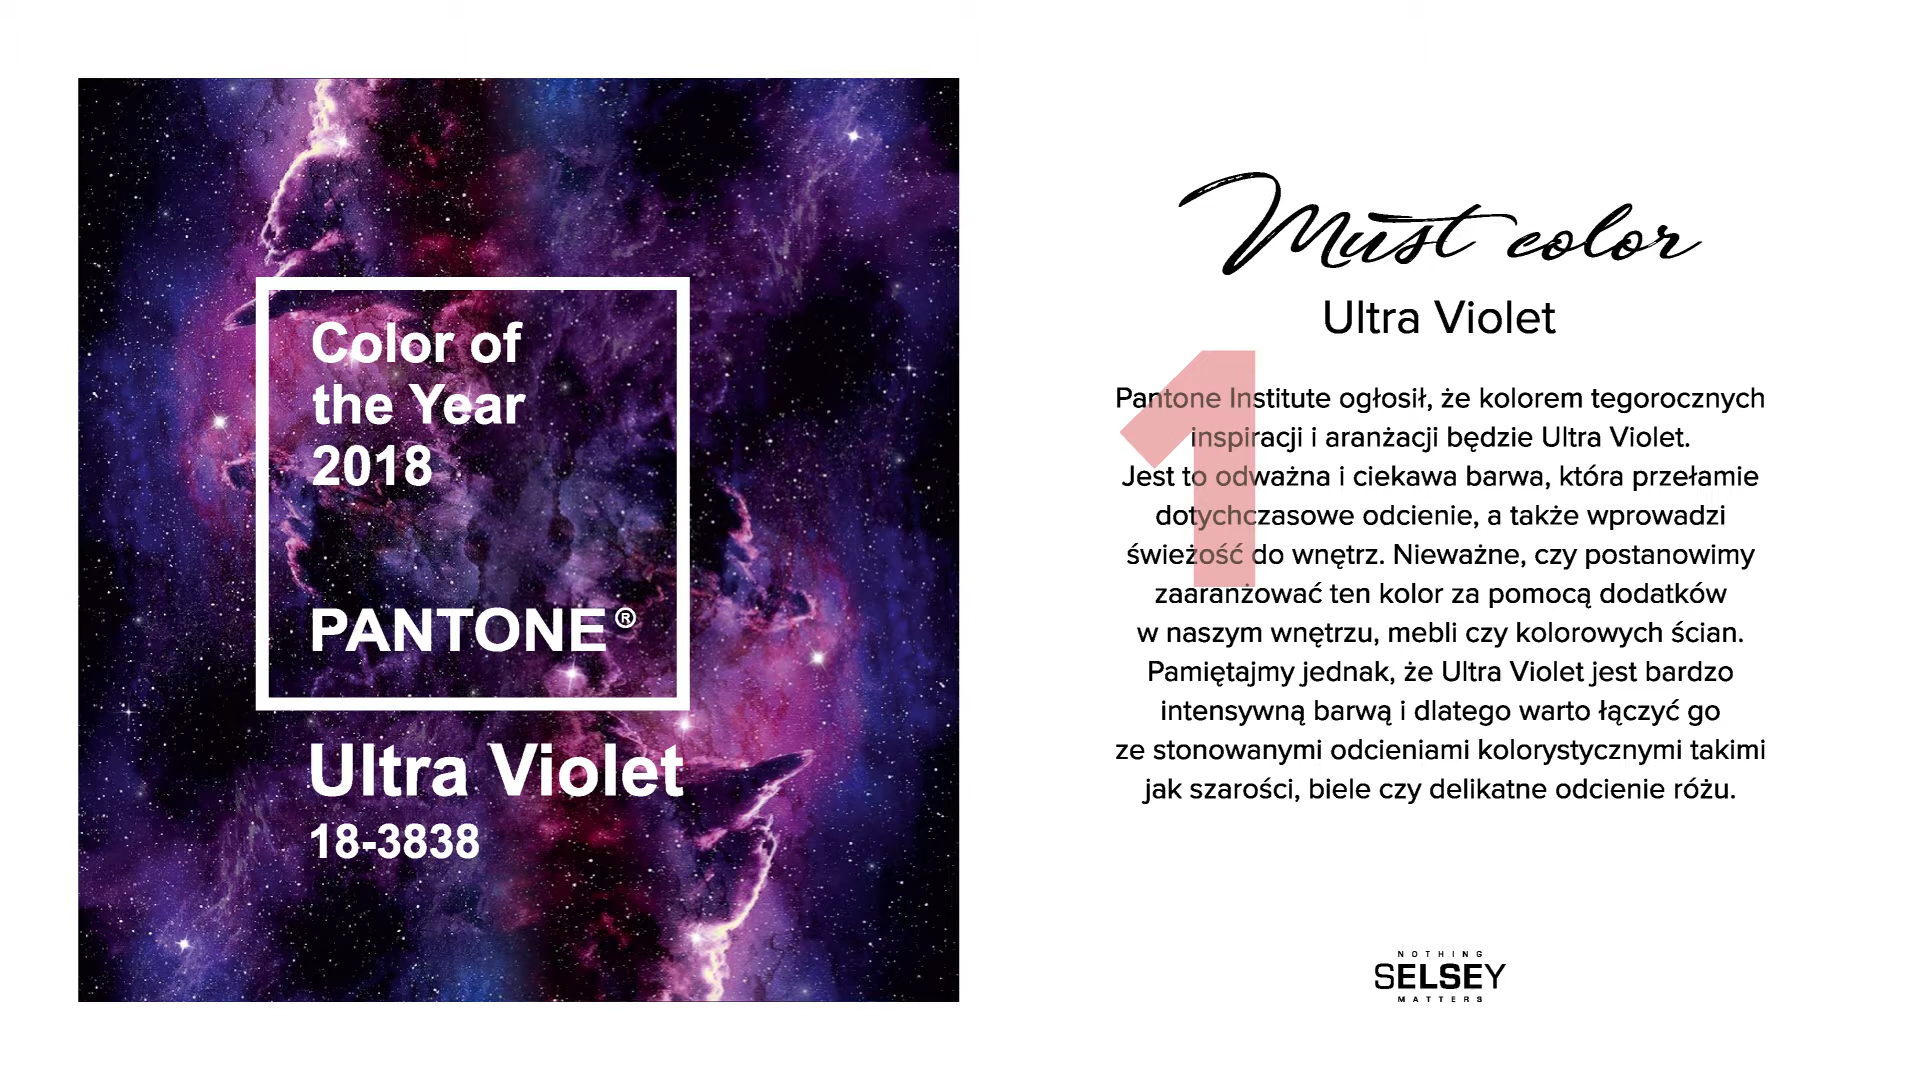 Color of
the Year
2018
PANTONE®
Ultra Violet
18-3838
Must color
Ultra Violet
1
Pantone Institute ogłosił, że kolorem tegorocznych
inspiracji i aranżacji będzie Ultra Violet.
Jest to odważna i ciekawa barwa, która przełamie
dotychczasowe odcienie, a także wprowadzi
świeżość do wnętrz. Nieważne, czy postanowimy
zaaranżować ten kolor za pomocą dodatków
w naszym wnętrzu, mebli czy kolorowych ścian.
Pamiętajmy jednak, że Ultra Violet jest bardzo
intensywną barwą i dlatego warto łączyć go
ze stonowanymi odcieniami kolorystycznymi takimi
jak szarości, biele czy delikatne odcienie różu.
NOTHING
SELSEY
MATTERS